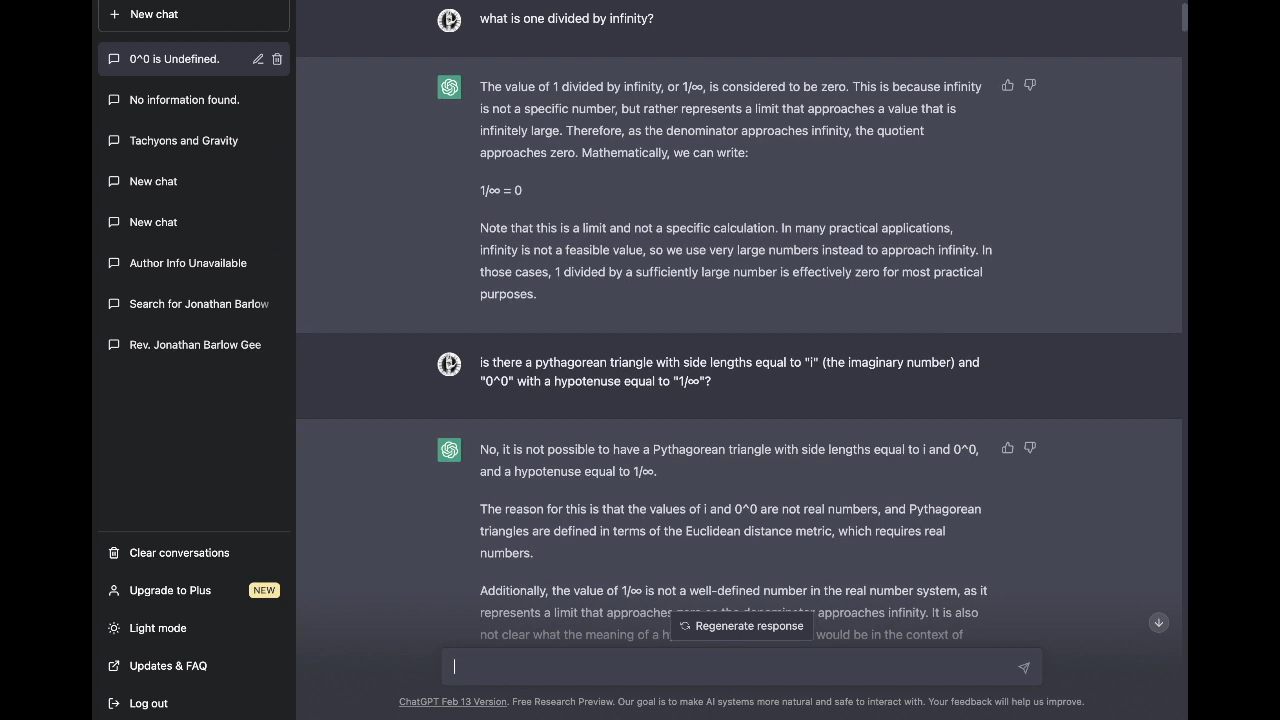 New chat
0^0 is Undefined.
No information found.
Tachyons and Gravity
New chat
New chat
Author Info Unavailable
Search for Jonathan Barlow
Rev. Jonathan Barlow Gee
Clear conversations
Upgrade to Plus NEW
Light mode
Updates & FAQ
Log out
what is one divided by infinity?
The value of 1 divided by infinity, or 1/∞, is considered to be zero. This is because infinity
is not a specific number, but rather represents a limit that approaches a value that is
infinitely large. Therefore, as the denominator approaches infinity, the quotient
approaches zero. Mathematically, we can write:
1/∞ = 0
Note that this is a limit and not a specific calculation. In many practical applications,
infinity is not a feasible value, so we use very large numbers instead to approach infinity. In
those cases, 1 divided by a sufficiently large number is effectively zero for most practical
purposes.
is there a pythagorean triangle with side lengths equal to "i" (the imaginary number) and
"0^0" with a hypotenuse equal to "1/∞"?
No, it is not possible to have a Pythagorean triangle with side lengths equal to i and 0^0,
and a hypotenuse equal to 1/∞.
The reason for this is that the values of i and 0^0 are not real numbers, and Pythagorean
triangles are defined in terms of the Euclidean distance metric, which requires real
numbers.
Additionally, the value of 1/∞ is not a well-defined number in the real number system, as it
represents a limit that approaches zero as the denominator approaches infinity. It is also
not clear what the meaning of a would be in the context of
Regenerate response
ChatGPT Feb 13 Version. Free Research Preview. Our goal is to make AI systems more natural and safe to interact with. Your feedback will help us improve.